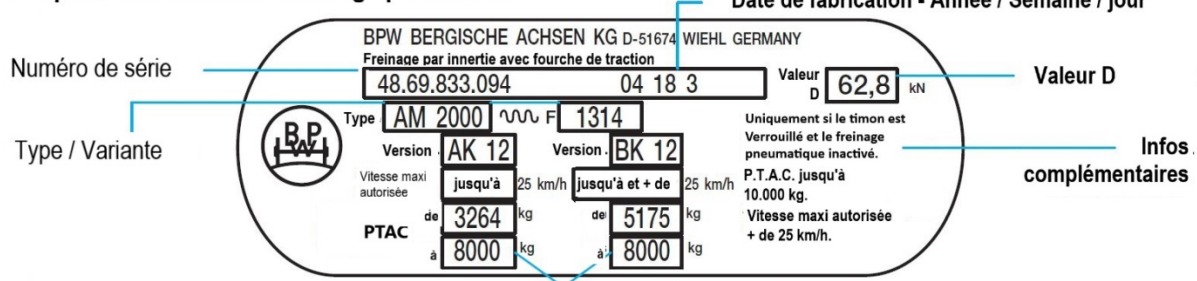 Date de fabrication - Année / Semaine / jour
BPW BERGISCHE ACHSEN KG D-51674 WIEHL GERMANY
Freinage par innertie avec fourche de traction
Numéro de série
48.69.833.094 04 18 3
Valeur D 62,8 kN
Valeur D
Type AM 2000 F 1314
Type / Variante
BPW
Version . AK 12 Version . BK 12
Uniquement si le timon est
Verrouillé et le freinage
pneumatique inactivé.
P.T.A.C. jusqu'à
10.000 kg.
Vitesse maxi autorisée
+ de 25 km/h.
Infos
complémentaires
Vitesse maxi
autorisée
jusqu'à 25 km/h jusqu'à et + de 25 km/h
PTAC
de 3264 kg de 5175 kg
à 8000 kg à 8000 kg